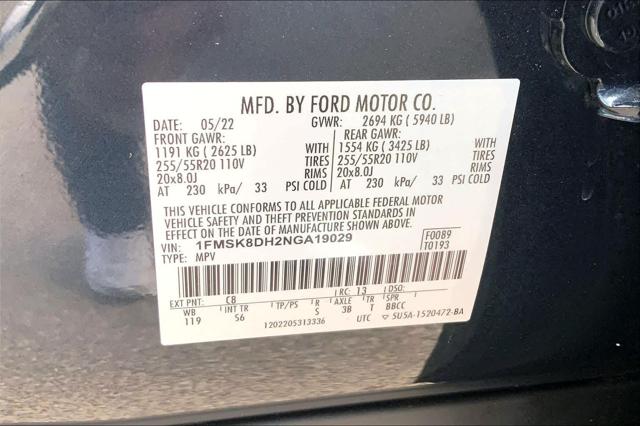 MFD. BY FORD MOTOR CO.
DATE: 05/22 GVWR: 2694 KG ( 5940 LB)
FRONT GAWR: REAR GAWR:
1191 KG ( 2625 LB) 1554 KG ( 3425 LB)
255/55R20 110V TIRES 255/55R20 110V TIRES
20x8.0J RIMS 20x8.0J RIMS
AT 230 kPa/ 33 PSI COLD AT 230 kPa/ 33 PSI COLD
THIS VEHICLE CONFORMS TO ALL APPLICABLE FEDERAL MOTOR
VEHICLE SAFETY AND THEFT PREVENTION STANDARDS IN
EFFECT ON THE DATE OF MANUFACTURE SHOWN ABOVE.
VIN: 1FMSK8DH2NGA19029 F0089
TYPE: MPV T0193
EXT PNT: C8 RC: 13 DSO:
WB INT TR TP/PS R AXLE TR SPR
119 S6 S 3B T BBCC
1202205313336 UTC ▽ 5U5A-1520472-BA